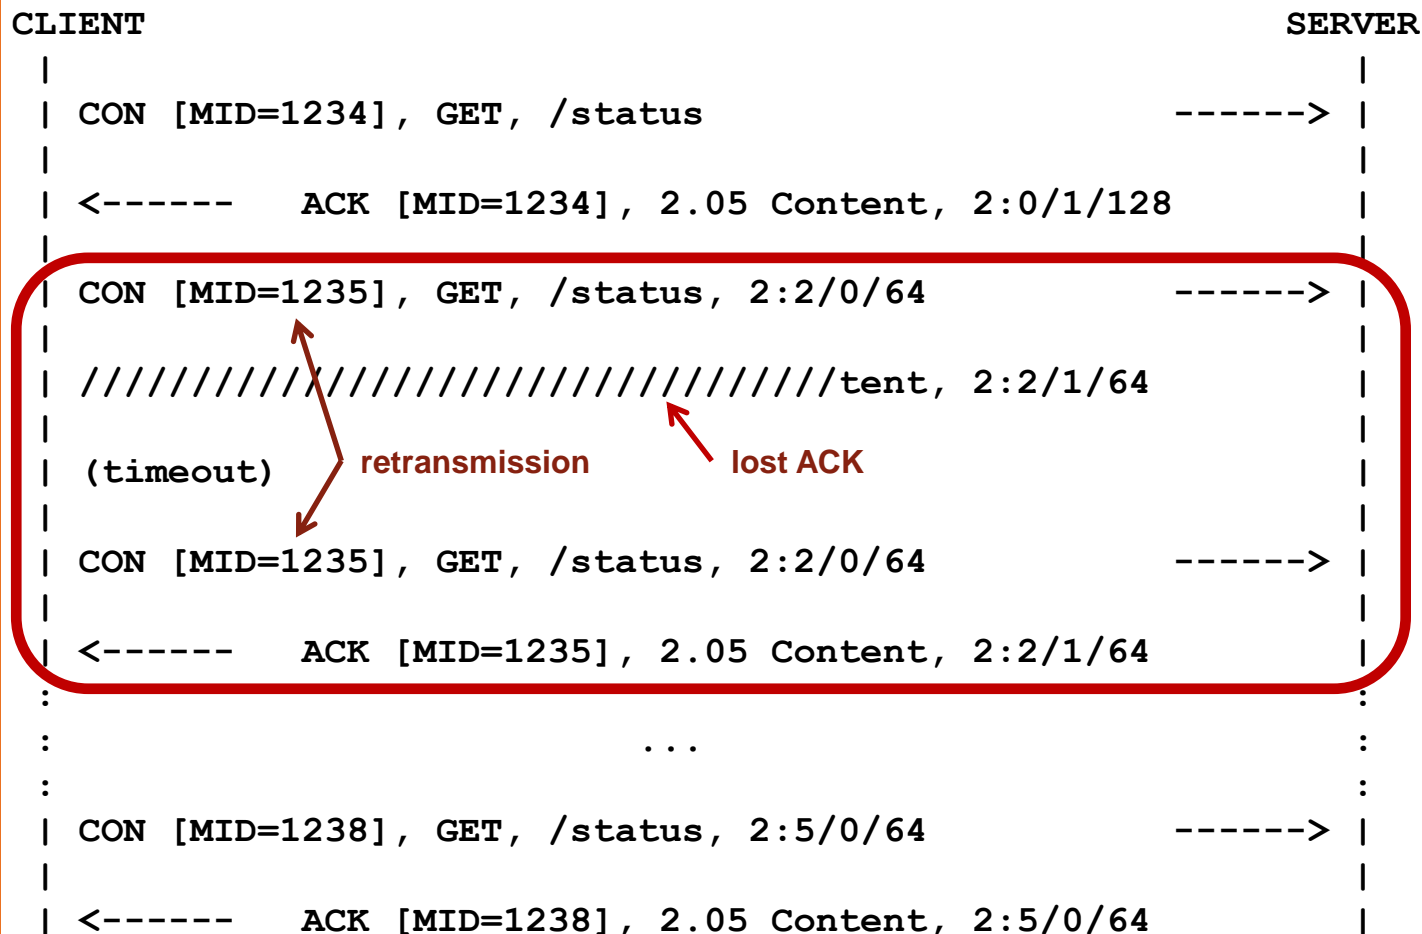 CLIENT SERVER
| |
| CON [MID=1234], GET, /status ------> |
| |
| <------ ACK [MID=1234], 2.05 Content, 2:0/1/128 |
| |
| CON [MID=1235], GET, /status, 2:2/0/64 ------> |
| |
| //////////////////////////////////tent, 2:2/1/64 |
| |
| (timeout) retransmission lost ACK |
| |
| CON [MID=1235], GET, /status, 2:2/0/64 ------> |
| |
| <------ ACK [MID=1235], 2.05 Content, 2:2/1/64 |
: :
: ... :
: :
| CON [MID=1238], GET, /status, 2:5/0/64 ------> |
| |
| <------ ACK [MID=1238], 2.05 Content, 2:5/0/64 |